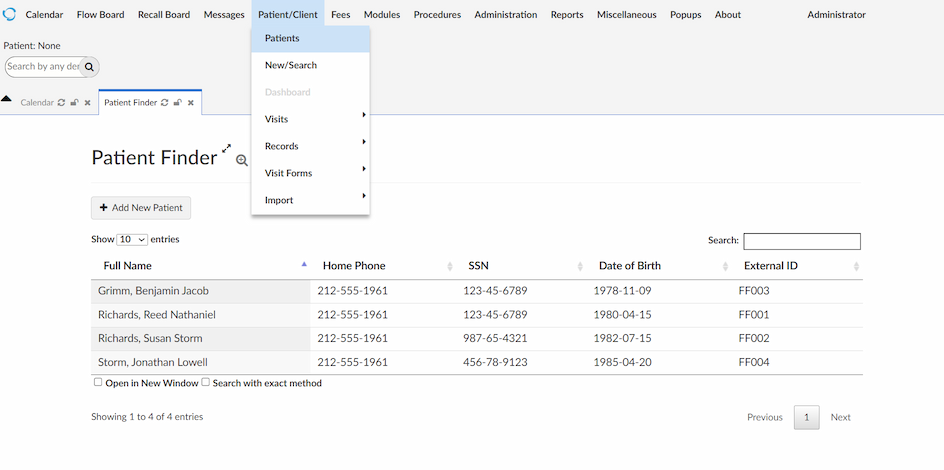 Calendar Flow Board Recall Board Messages Patient/Client Fees Modules Procedures Administration Reports Miscellaneous Popups About Administrator
Patients
New/Search
Dashboard
Visits
Records
Visit Forms
Import
Patient: None
Search by any der
Calendar Patient Finder
Patient Finder
Add New Patient
Show 10 entries Search:
Full Name Home Phone SSN Date of Birth External ID
Grimm, Benjamin Jacob 212-555-1961 123-45-6789 1978-11-09 FF003
Richards, Reed Nathaniel 212-555-1961 123-45-6789 1980-04-15 FF001
Richards, Susan Storm 212-555-1961 987-65-4321 1982-07-15 FF002
Storm, Jonathan Lowell 212-555-1961 456-78-9123 1985-04-20 FF004
Open in New Window Search with exact method
Showing 1 to 4 of 4 entries Previous 1 Next